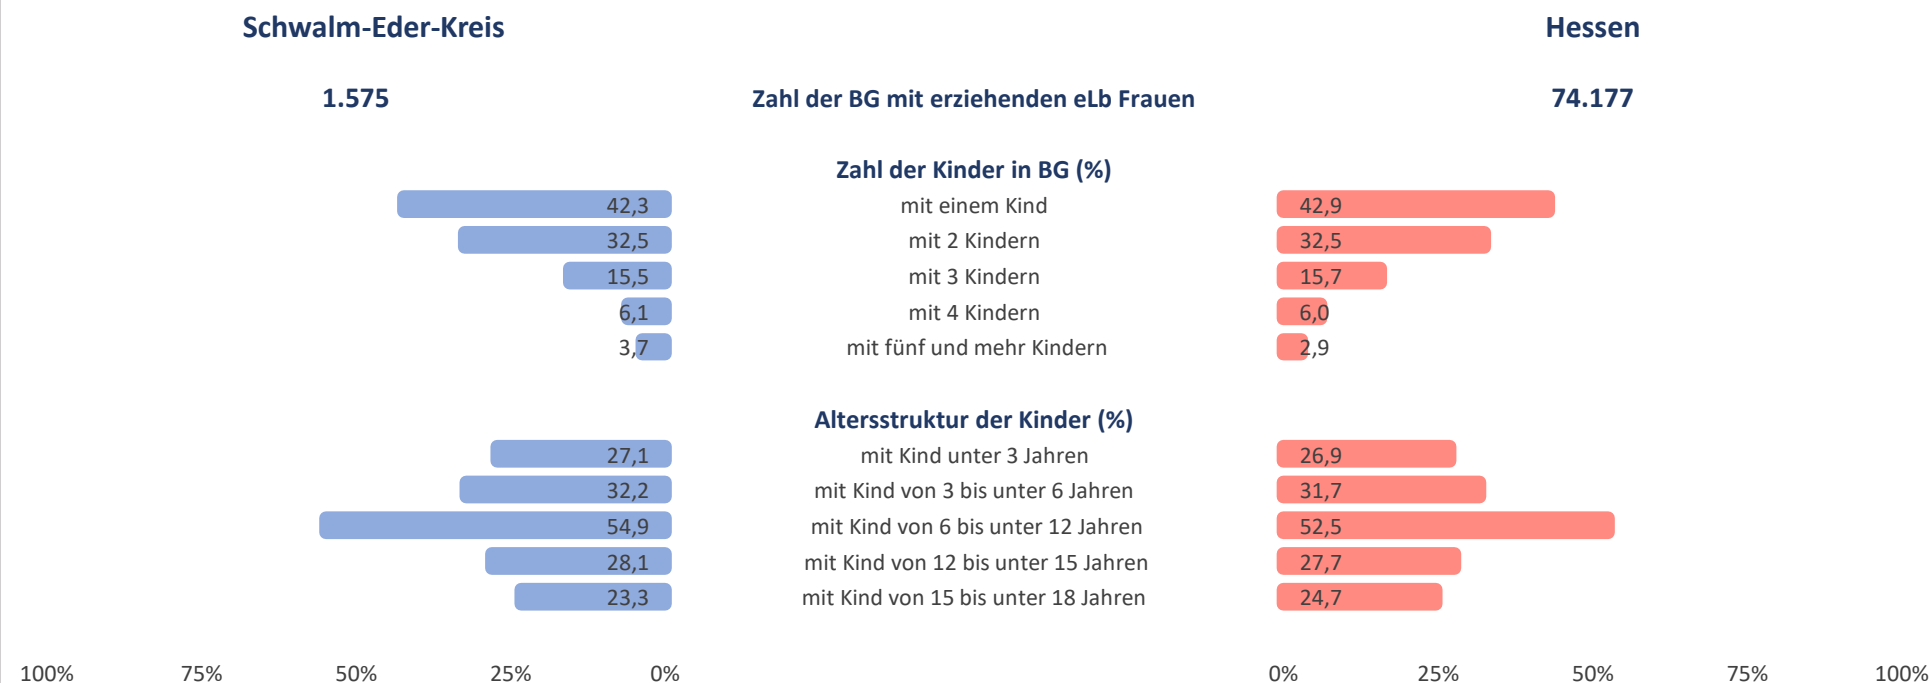 Schwalm-Eder-Kreis Hessen
1.575 Zahl der BG mit erziehenden eLb Frauen 74.177
Zahl der Kinder in BG (%)
42,3 mit einem Kind 42,9
32,5 mit 2 Kindern 32,5
15,5 mit 3 Kindern 15,7
6,1 mit 4 Kindern 6,0
3,7 mit fünf und mehr Kindern 2,9
Altersstruktur der Kinder (%)
27,1 mit Kind unter 3 Jahren 26,9
32,2 mit Kind von 3 bis unter 6 Jahren 31,7
54,9 mit Kind von 6 bis unter 12 Jahren 52,5
28,1 mit Kind von 12 bis unter 15 Jahren 27,7
23,3 mit Kind von 15 bis unter 18 Jahren 24,7
100% 75% 50% 25% 0% 0% 25% 50% 75% 100%